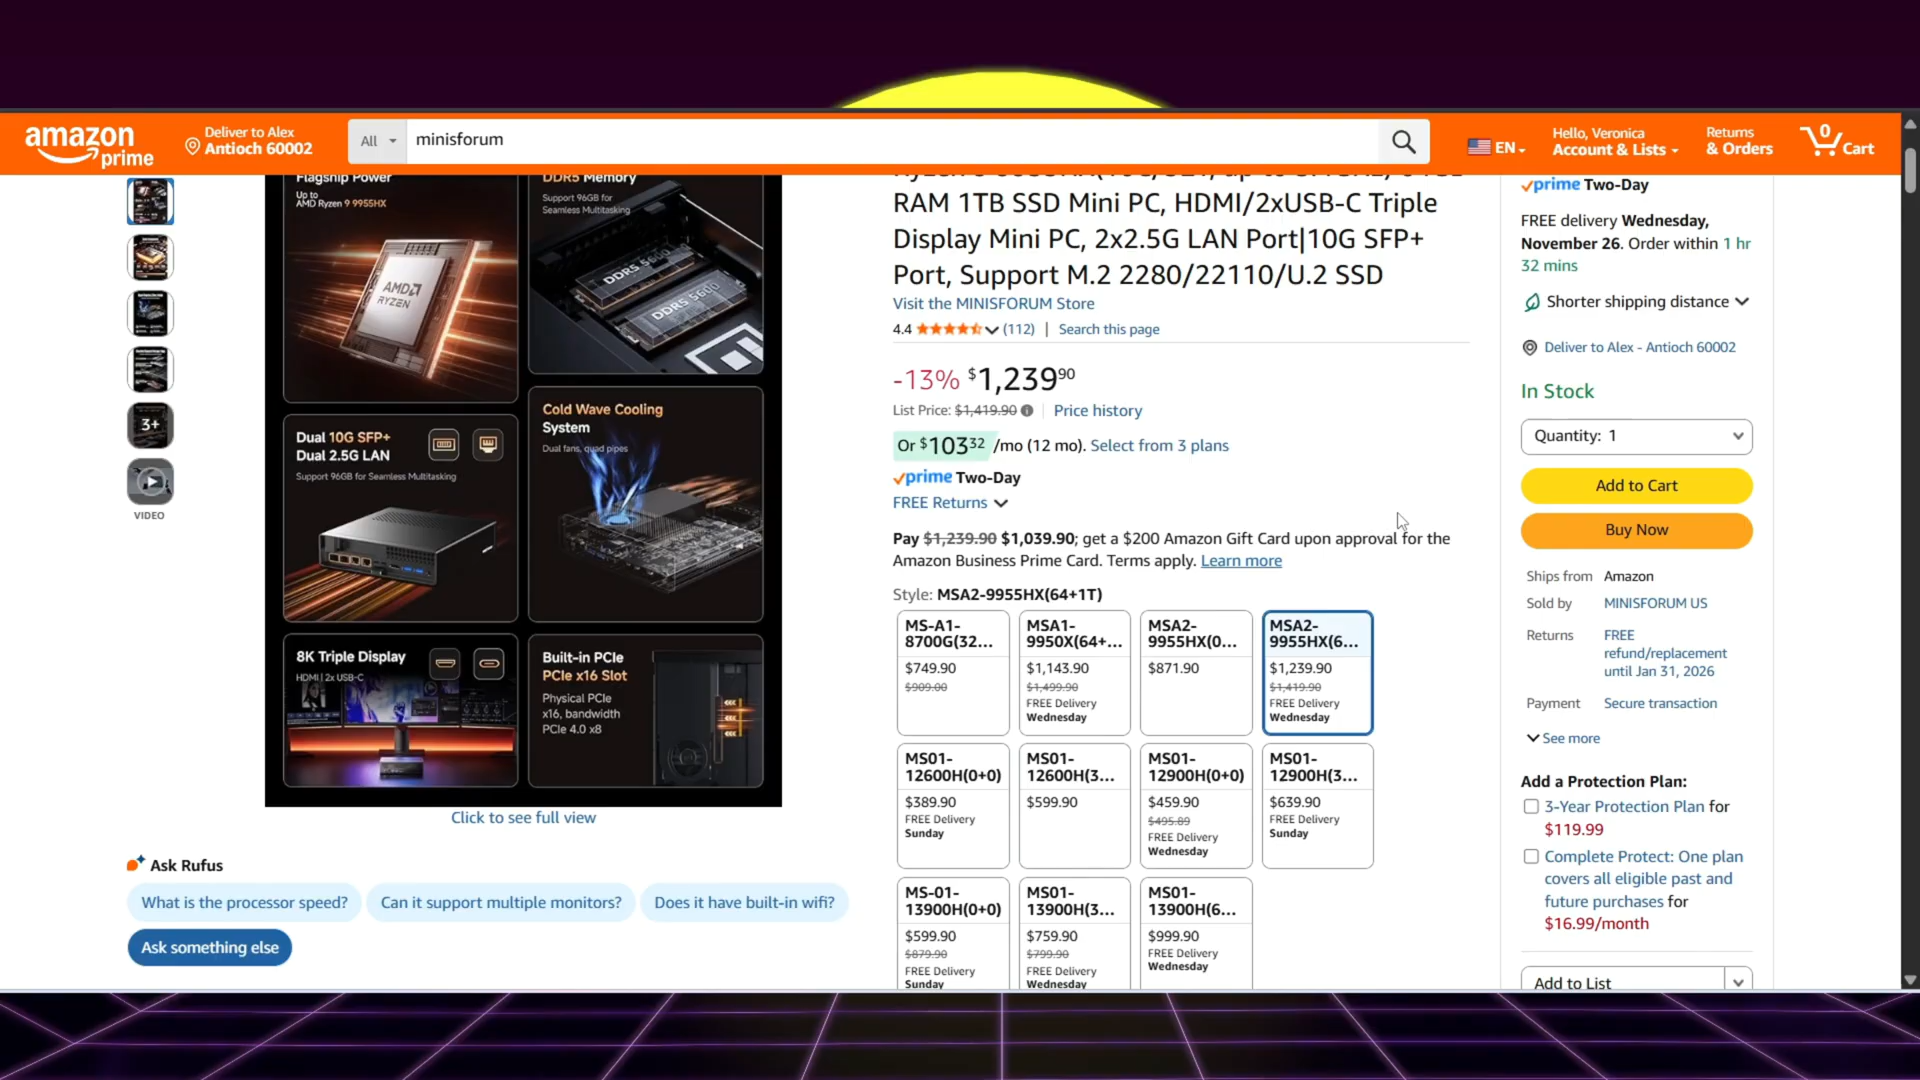 amazon
prime
Deliver to Alex
Antioch 60002
All
minisforum
EN
Hello, Veronica
Account & Lists
Returns
& Orders
0
Cart
3+
VIDEO
Flagship Power
Up to
AMD Ryzen 9 9955HX
AMD
RYZEN
DDR5 Memory
Support 96GB for
Seamless Multitasking
DDR5 5600
DDR5 5600
Dual 10G SFP+
Dual 2.5G LAN
Support 96GB for Seamless Multitasking
Cold Wave Cooling
System
Dual fans, quad pipes
8K Triple Display
HDMI | 2x USB-C
Built-in PCIe
PCIe x16 Slot
Physical PCIe
x16, bandwidth
PCIe 4.0 x8
Click to see full view
Ask Rufus
What is the processor speed?
Can it support multiple monitors?
Does it have built-in wifi?
Ask something else
RAM 1TB SSD Mini PC, HDMI/2xUSB-C Triple
Display Mini PC, 2x2.5G LAN Port|10G SFP+
Port, Support M.2 2280/22110/U.2 SSD
Visit the MINISFORUM Store
4.4 (112) | Search this page
-13% $1,239.90
List Price: $1,419.90 Price history
Or $103.32 /mo (12 mo). Select from 3 plans
prime Two-Day
FREE Returns
Pay $1,239.90 $1,039.90; get a $200 Amazon Gift Card upon approval for the
Amazon Business Prime Card. Terms apply. Learn more
Style: MSA2-9955HX(64+1T)
MS-A1-
8700G(32...
$749.90
$909.00
MSA1-
9950X(64+...
$1,143.90
$1,499.90
FREE Delivery
Wednesday
MSA2-
9955HX(0...
$871.90
MSA2-
9955HX(6...
$1,239.90
$1,419.90
FREE Delivery
Wednesday
MS01-
12600H(0+0)
$389.90
FREE Delivery
Sunday
MS01-
12600H(3...
$599.90
MS01-
12900H(0+0)
$459.90
$495.89
FREE Delivery
Wednesday
MS01-
12900H(3...
$639.90
FREE Delivery
Sunday
MS-01-
13900H(0+0)
$599.90
$879.90
FREE Delivery
Sunday
MS01-
13900H(3...
$759.90
$799.90
FREE Delivery
Wednesday
MS01-
13900H(6...
$999.90
FREE Delivery
Wednesday
prime Two-Day
FREE delivery Wednesday,
November 26. Order within 1 hr
32 mins
Shorter shipping distance
Deliver to Alex - Antioch 60002
In Stock
Quantity: 1
Add to Cart
Buy Now
Ships from Amazon
Sold by MINISFORUM US
Returns FREE
refund/replacement
until Jan 31, 2026
Payment Secure transaction
See more
Add a Protection Plan:
3-Year Protection Plan for
$119.99
Complete Protect: One plan
covers all eligible past and
future purchases for
$16.99/month
Add to List